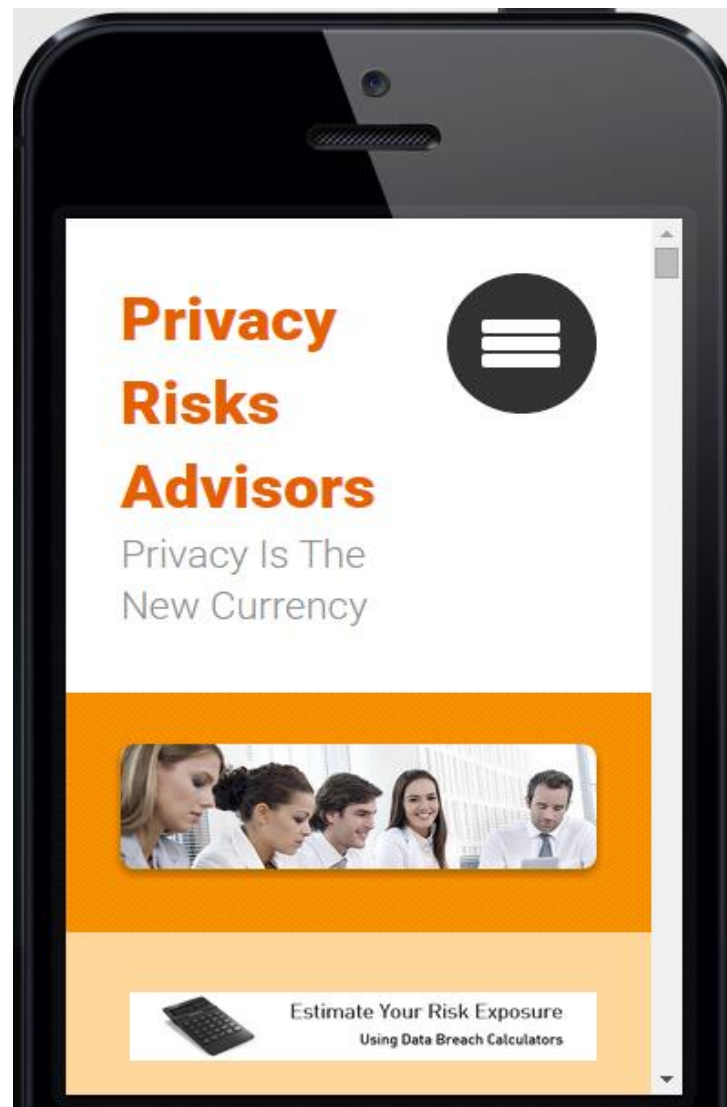 Privacy
Risks
Advisors
Privacy Is The
New Currency
Estimate Your Risk Exposure
Using Data Breach Calculators